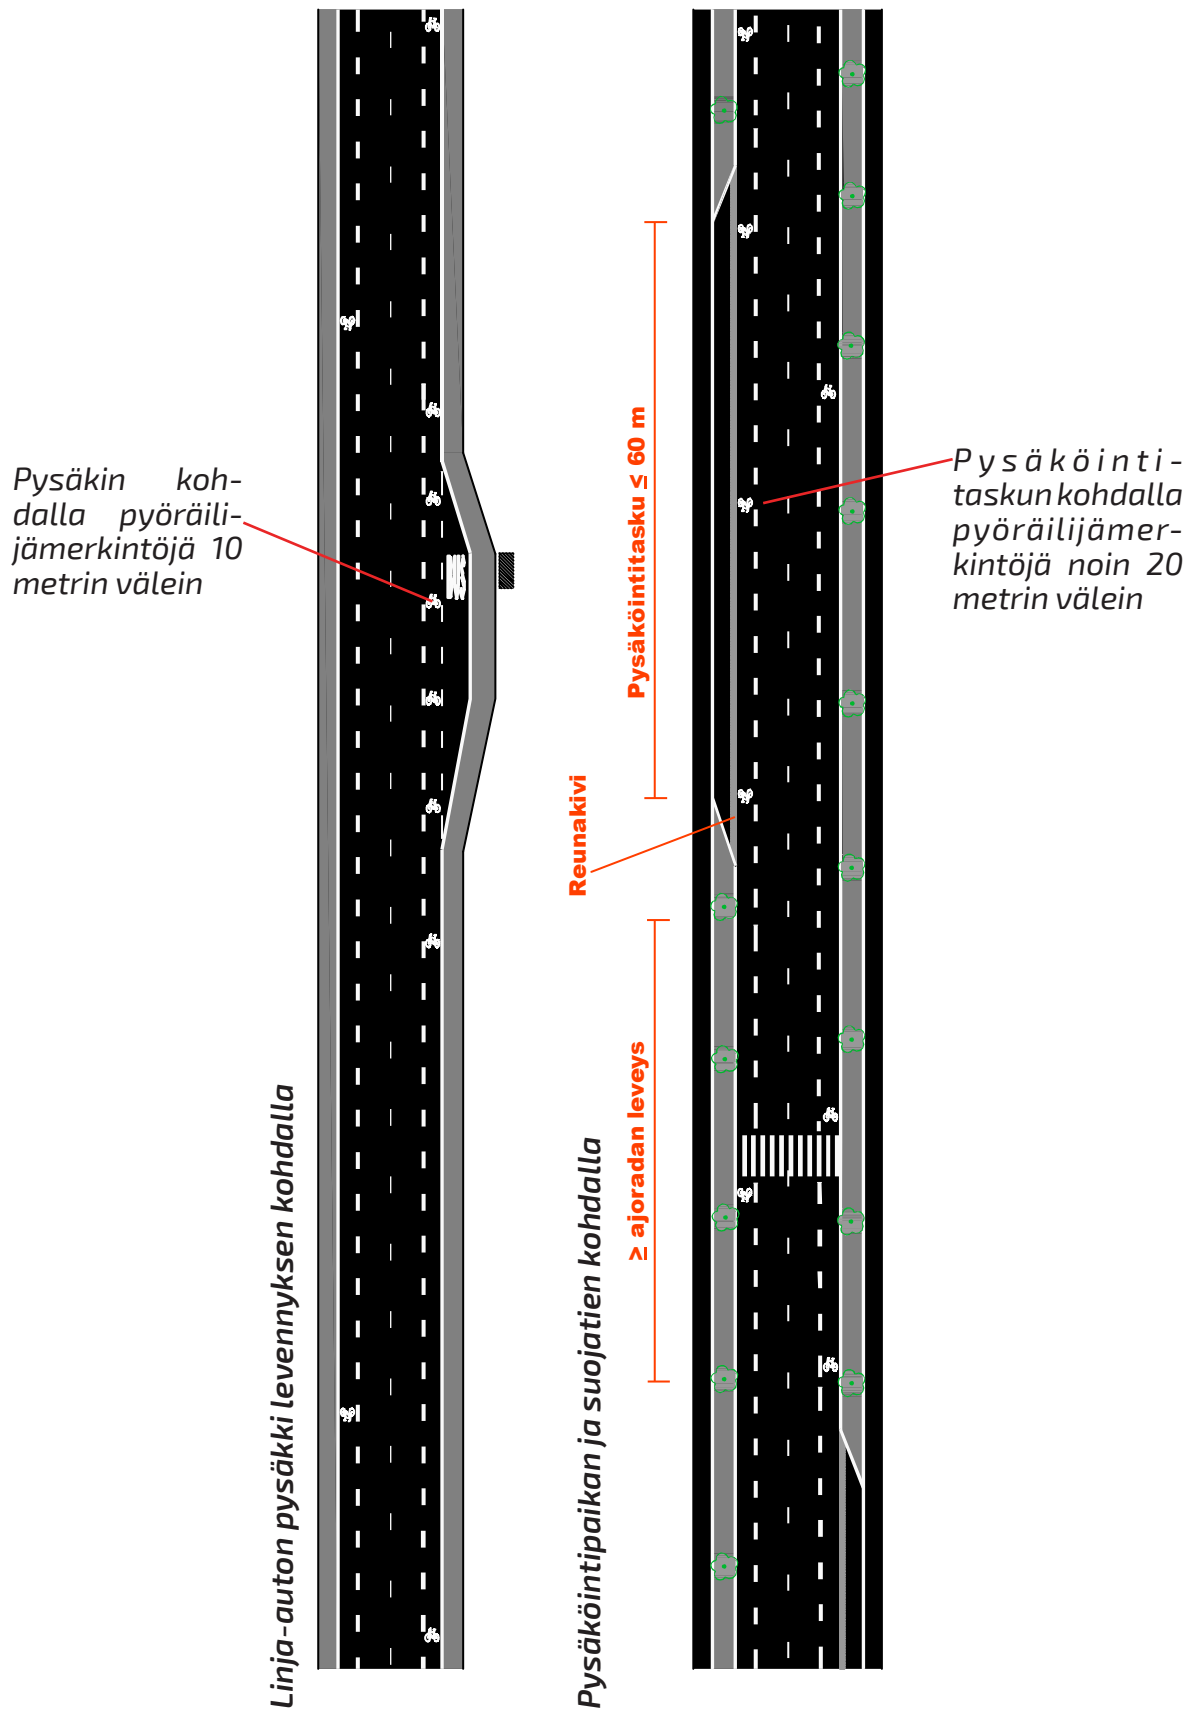 Pysäkin koh-
dalla pyöräili-
jämerkintöjä 10
metrin välein
Linja-auton pysäkki levennyksen kohdalla
BUS
Pysäköintitasku ≤ 60 m
Reunakivi
≥ ajoradan leveys
Pysäköintipaikan ja suojatien kohdalla
Pysäköinti-
taskun kohdalla
pyöräilijämer-
kintöjä noin 20
metrin välein